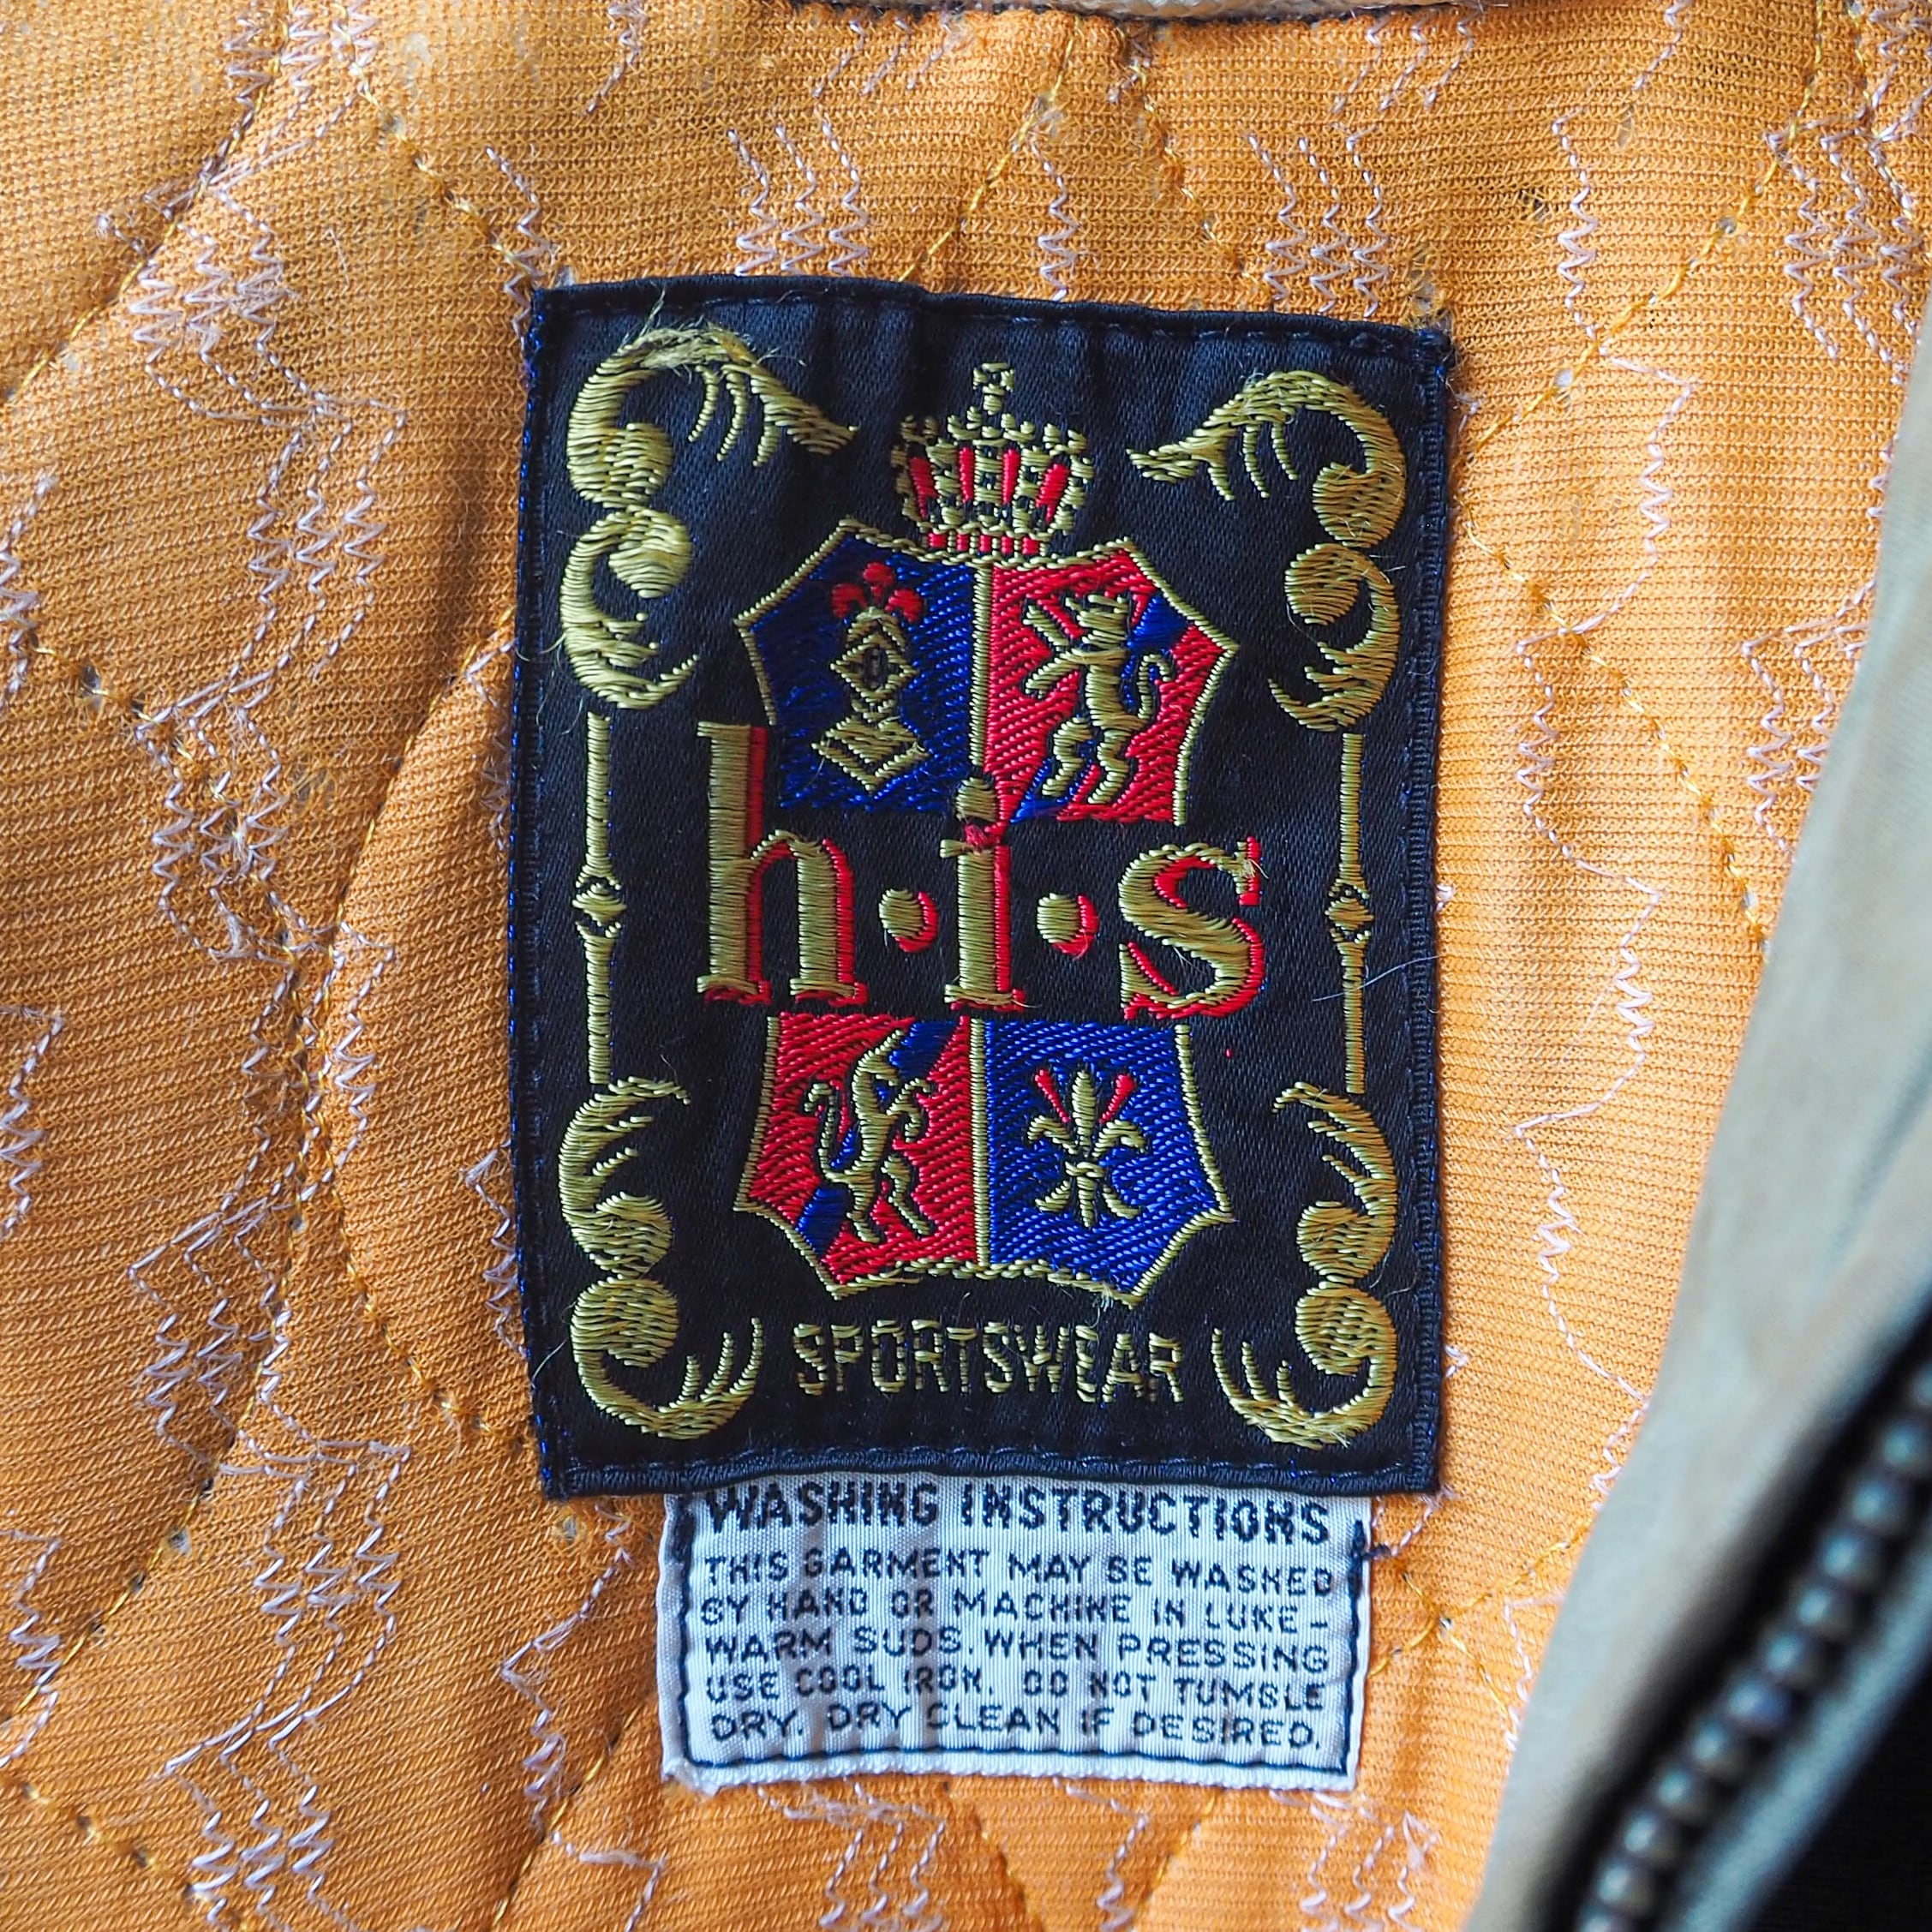 h·i·s
SPORTSWEAR
WASHING INSTRUCTIONS
THIS GARMENT MAY BE WASHED
BY HAND OR MACHINE IN LUKE-
WARM SUDS. WHEN PRESSING
USE COOL IRON. DO NOT TUMBLE
DRY. DRY CLEAN IF DESIRED.